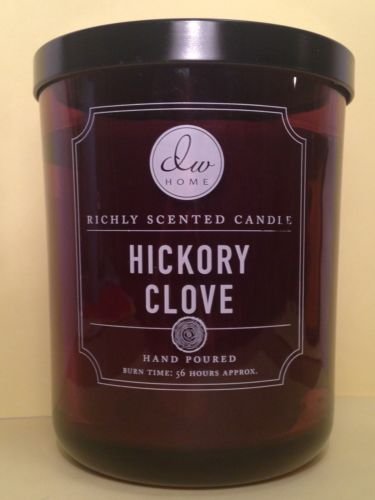 dw
HOME
RICHLY SCENTED CANDLE
HICKORY
CLOVE
HAND POURED
BURN TIME: 56 HOURS APPROX.